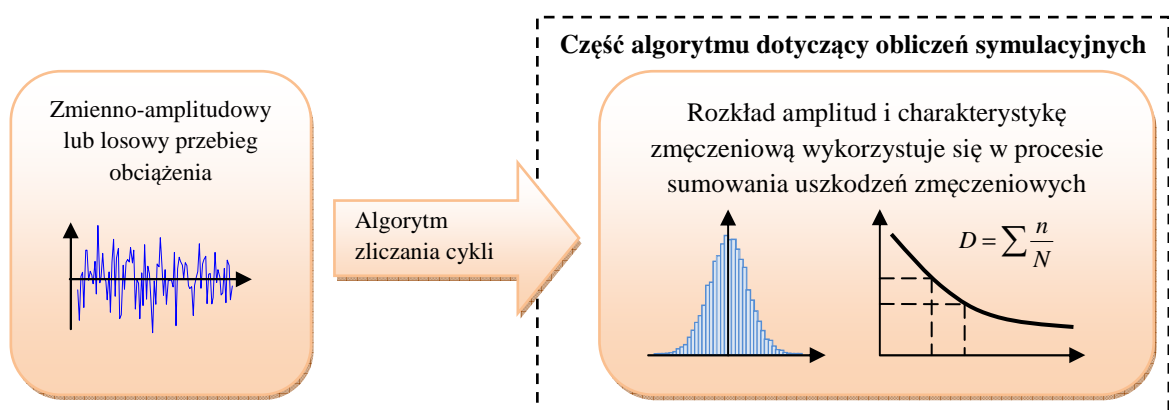 Część algorytmu dotyczący obliczeń symulacyjnych
Zmienno-amplitudowy
lub losowy przebieg
obciążenia
Algorytm
zliczania cykli
Rozkład amplitud i charakterystykę
zmęczeniową wykorzystuje się w procesie
sumowania uszkodzeń zmęczeniowych
D = ∑ n/N